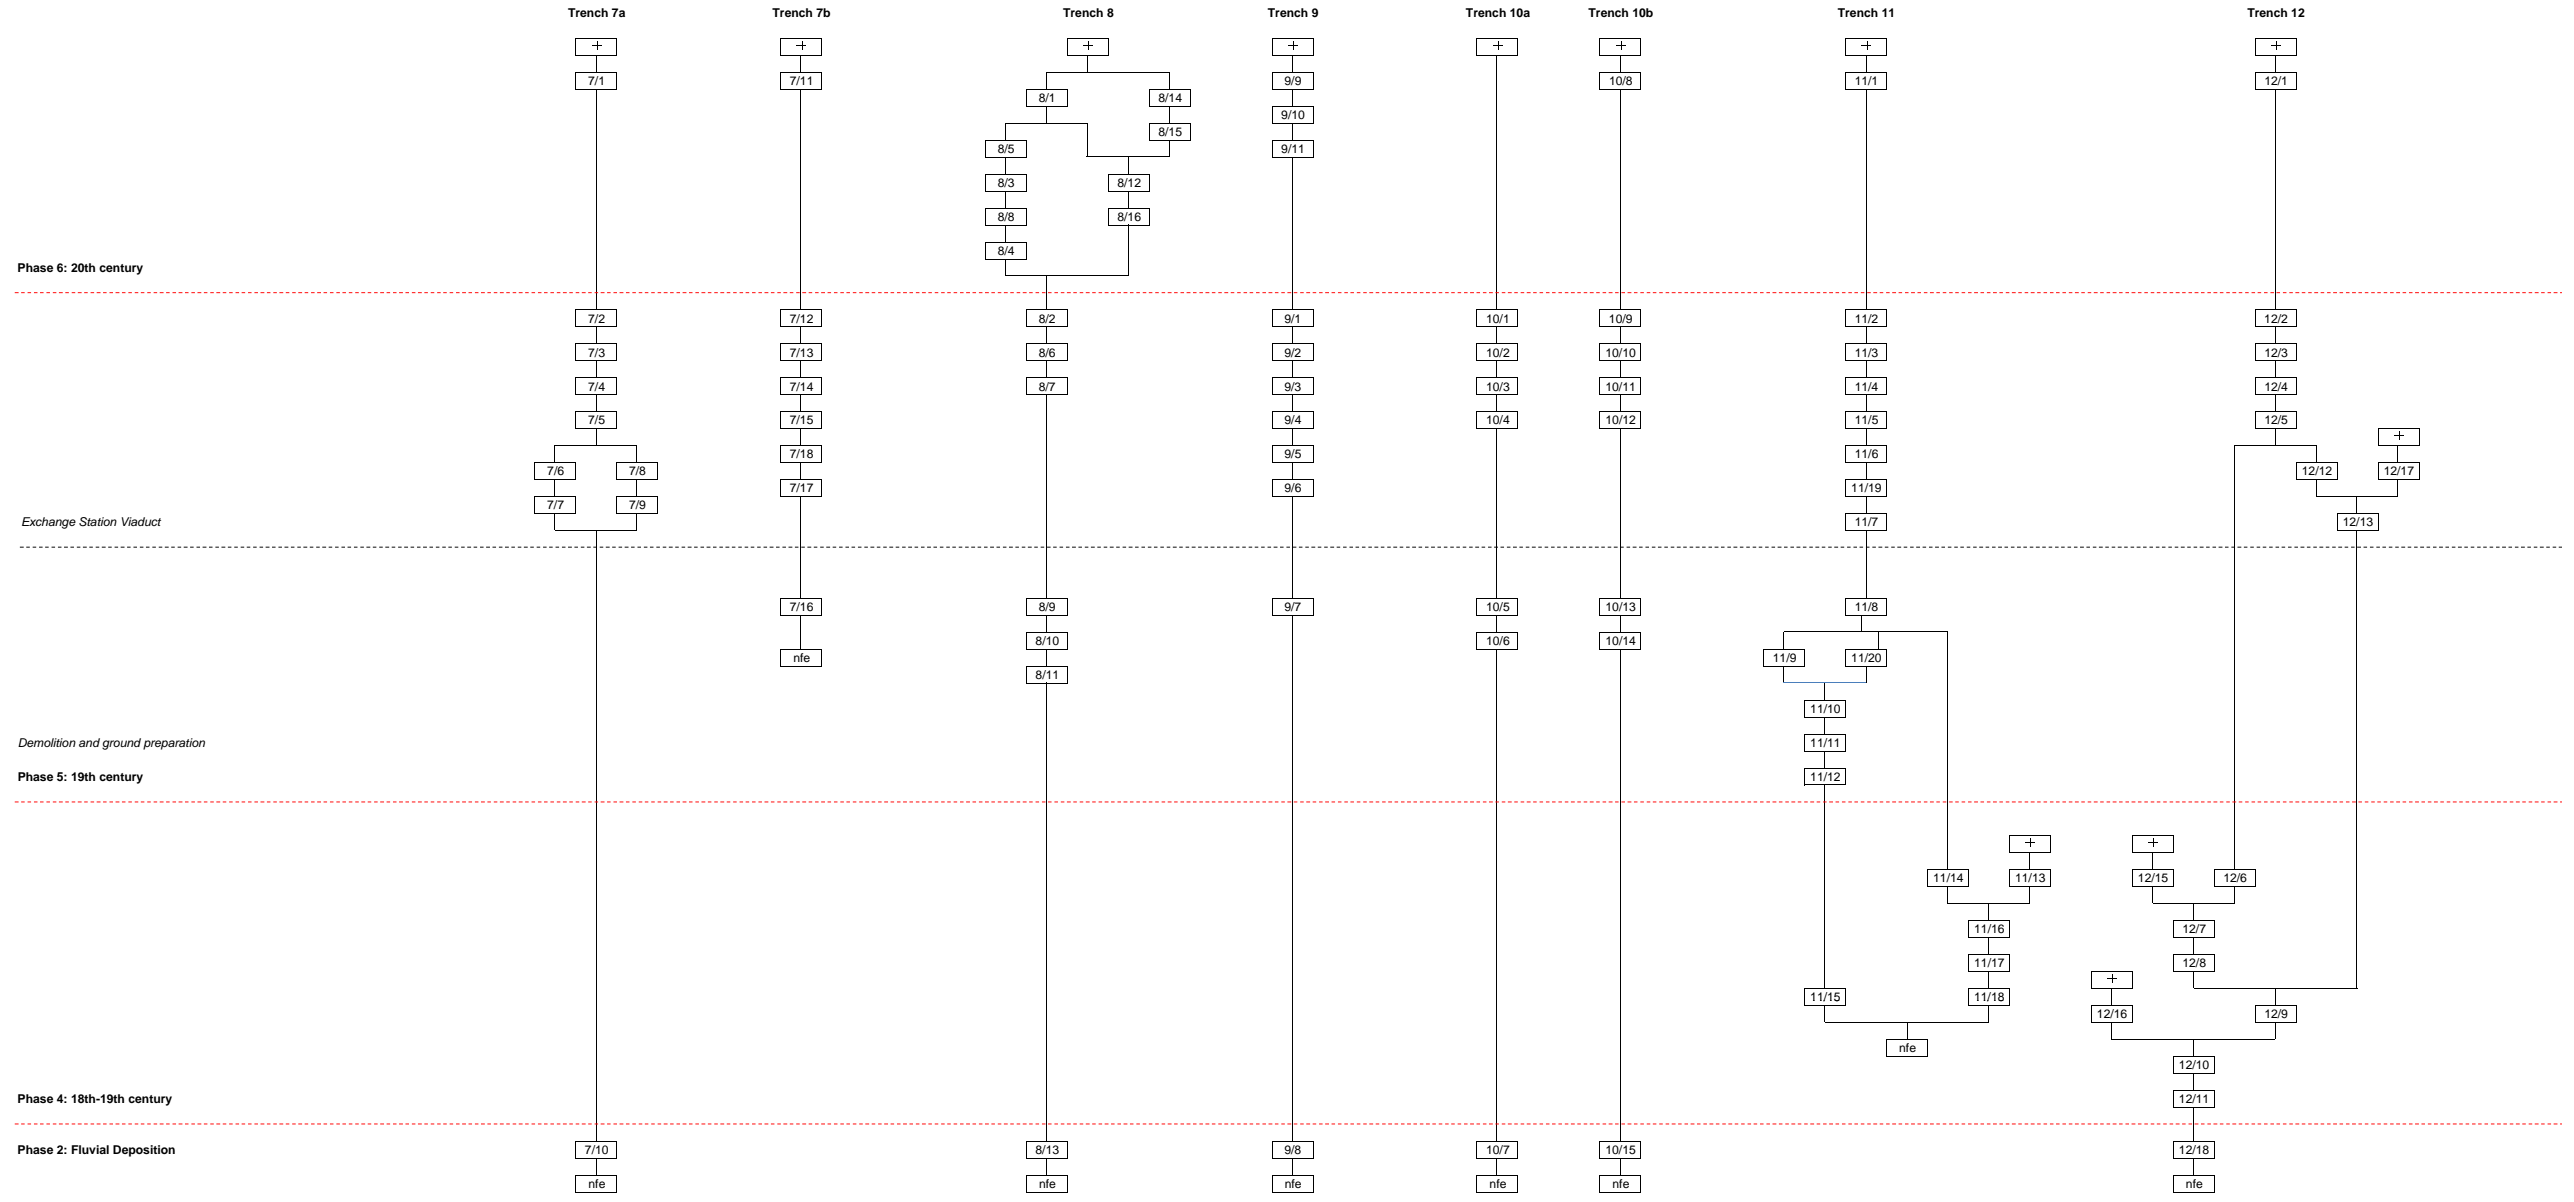 Trench 7a Trench 7b Trench 8 Trench 9 Trench 10a Trench 10b Trench 11 Trench 12
+ + + + + + + +
7/1 7/11 9/9 10/8 11/1 12/1
8/1 8/14
9/10
8/15
8/5 9/11
8/3 8/12
8/8 8/16
8/4
Phase 6: 20th century
7/2 7/12 8/2 9/1 10/1 10/9 11/2 12/2
7/3 7/13 8/6 9/2 10/2 10/10 11/3 12/3
7/4 7/14 8/7 9/3 10/3 10/11 11/4 12/4
7/5 7/15 9/4 10/4 10/12 11/5 12/5
+
7/18 9/5 11/6
7/6 7/8 12/12 12/17
7/17 9/6 11/19
7/7 7/9
Exchange Station Viaduct 11/7 12/13
7/16 8/9 9/7 10/5 10/13 11/8
8/10 10/6 10/14
nfe 11/9 11/20
8/11
11/10
Demolition and ground preparation 11/11
Phase 5: 19th century 11/12
+ +
11/14 11/13 12/15 12/6
11/16 12/7
11/17 12/8
+
11/15 11/18
12/16 12/9
nfe
12/10
Phase 4: 18th-19th century 12/11
Phase 2: Fluvial Deposition 7/10 8/13 9/8 10/7 10/15 12/18
nfe nfe nfe nfe nfe nfe